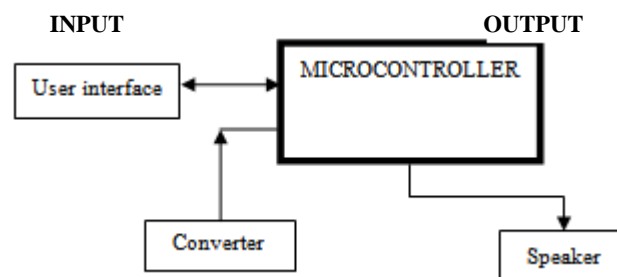 INPUT OUTPUT
User interface
MICROCONTROLLER
Converter
Speaker